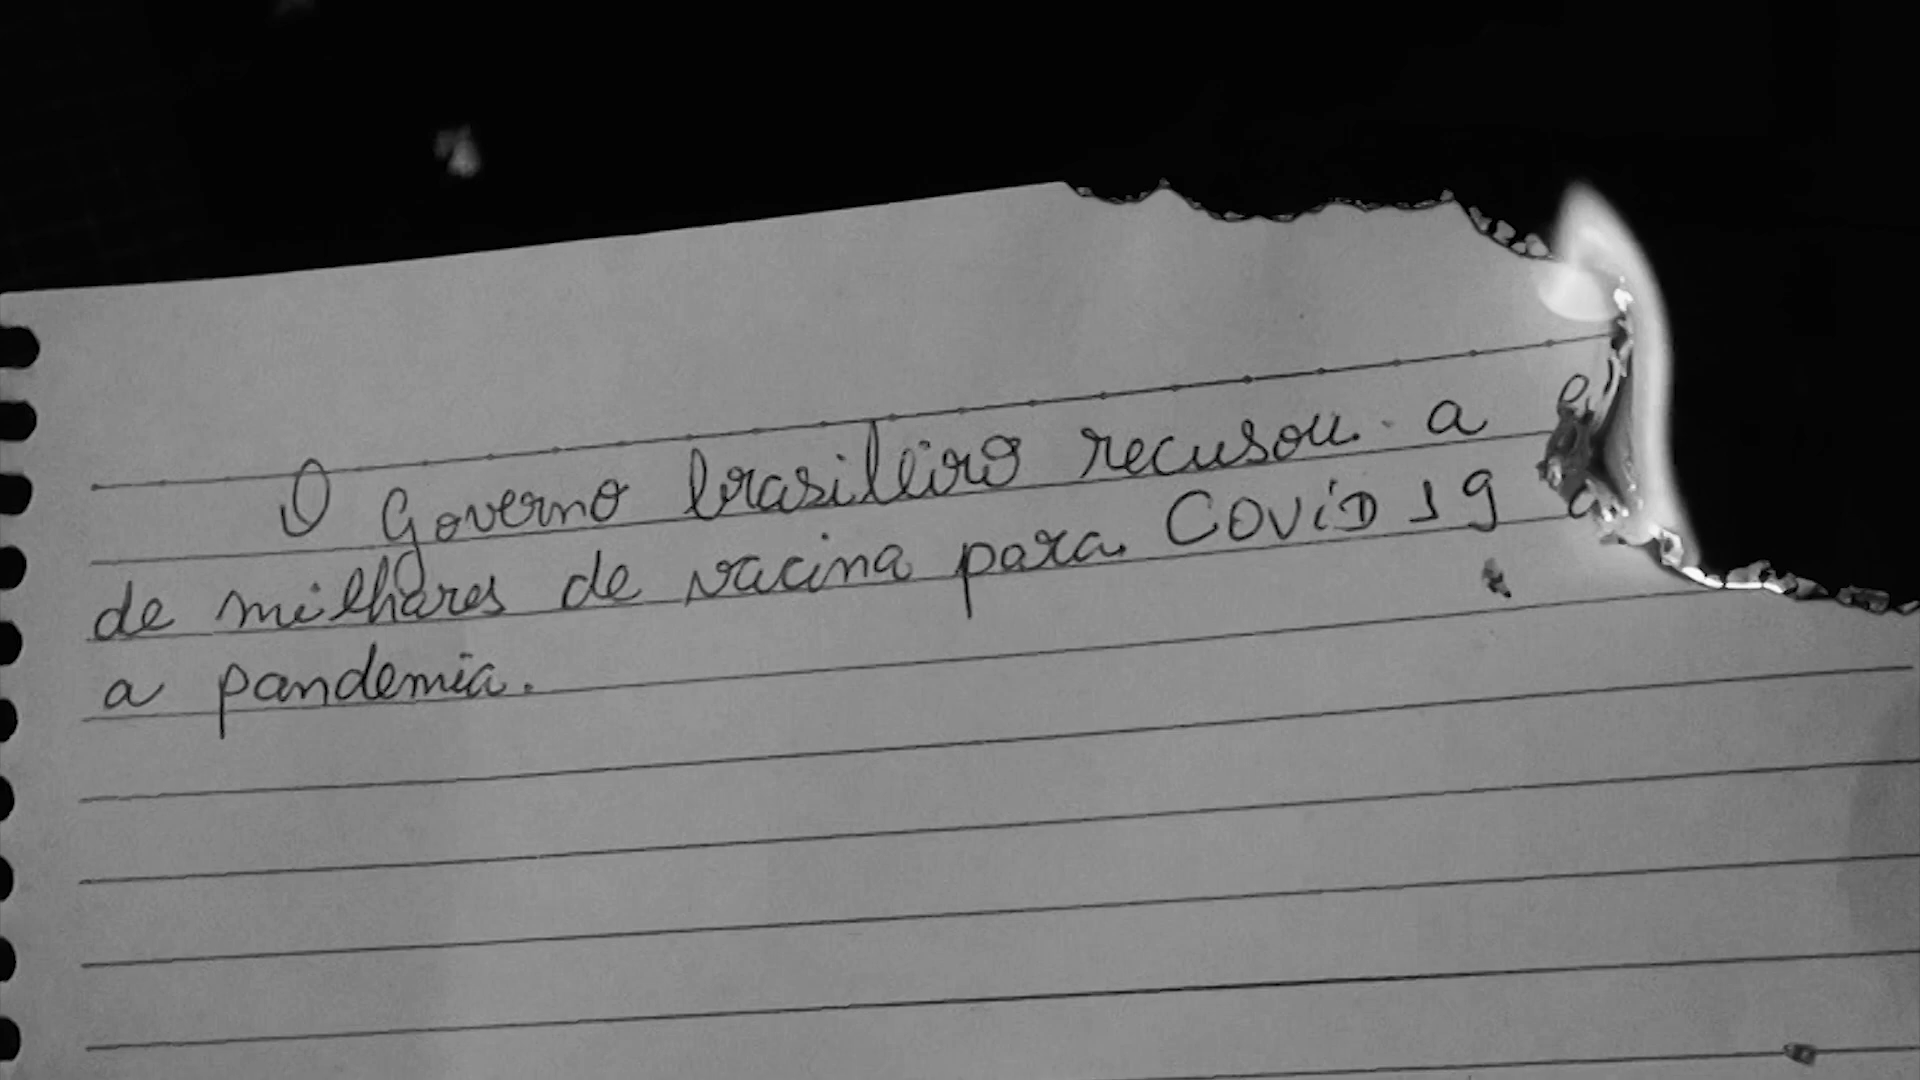 O Governo brasileiro recusou a
de milhares de vacina para COVID 19
a pandemia.